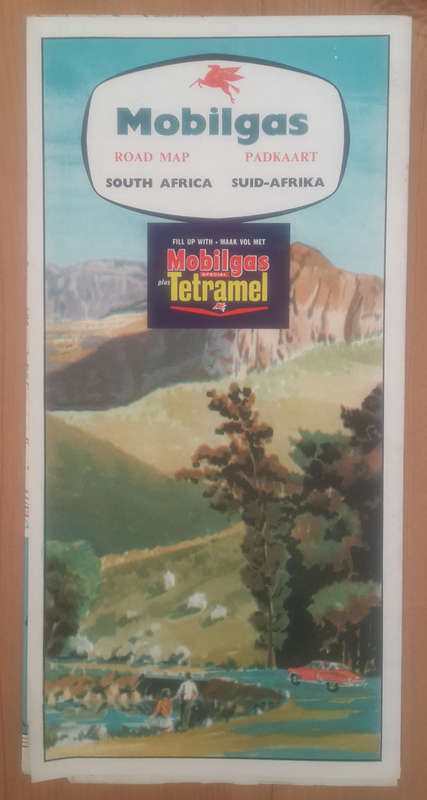 Mobilgas
ROAD MAP PADKAART
SOUTH AFRICA SUID-AFRIKA
FILL UP WITH • MAAK VOL MET
Mobilgas
SPECIAL
plus Tetramel